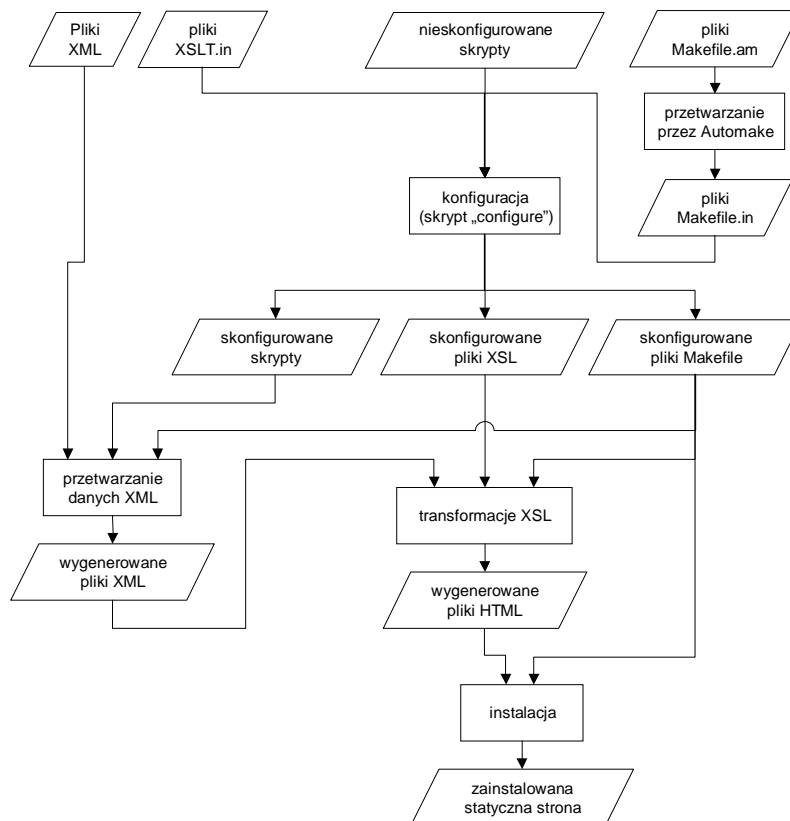 Pliki
XML
pliki
XSLT.in
nieskonfigurowane
skrypty
pliki
Makefile.am
przetwarzanie
przez Automake
konfiguracja
(skrypt „configure”)
pliki
Makefile.in
skonfigurowane
skrypty
skonfigurowane
pliki XSL
skonfigurowane
pliki Makefile
przetwarzanie
danych XML
transformacje XSL
wygenerowane
pliki XML
wygenerowane
pliki HTML
instalacja
zainstalowana
statyczna strona